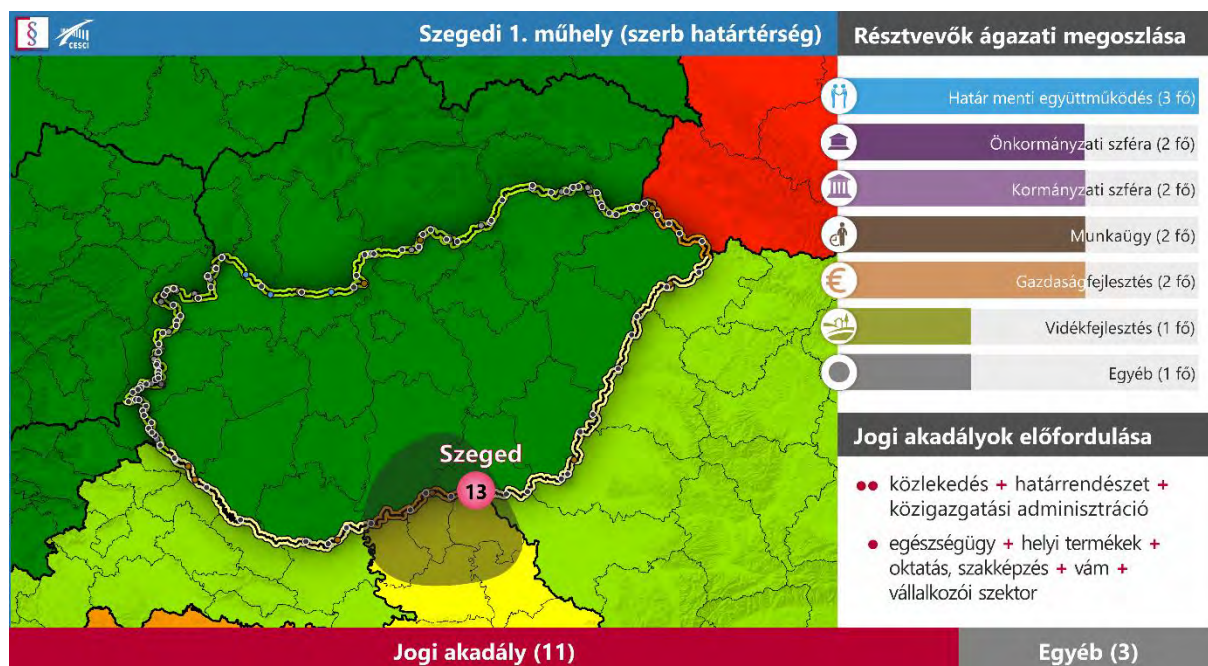 §
CESCI
Szegedi 1. műhely (szerb határtérség)
Szeged
13
Résztvevők ágazati megoszlása
Határ menti együttműködés (3 fő)
Önkormányzati szféra (2 fő)
Kormányzati szféra (2 fő)
Munkaügy (2 fő)
€
Gazdaságfejlesztés (2 fő)
Vidékfejlesztés (1 fő)
Egyéb (1 fő)
Jogi akadályok előfordulása
•• közlekedés + határrendészet +
közigazgatási adminisztráció
• egészségügy + helyi termékek +
oktatás, szakképzés + vám +
vállalkozói szektor
Jogi akadály (11)
Egyéb (3)